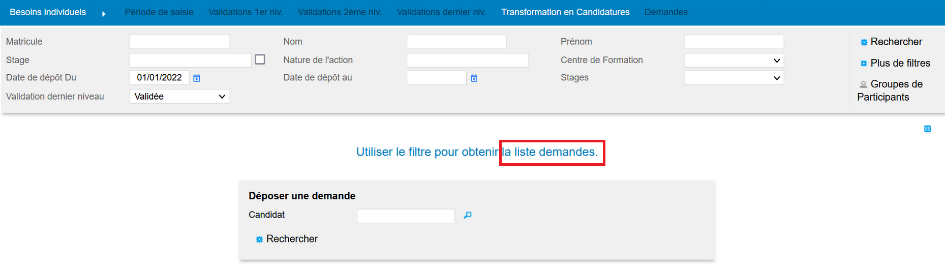 Besoins Individuels Période de saisie Validations 1er niv. Validations 2ème niv. Validations dernier niv. Transformation en Candidatures Demandes
Matricule Nom Prénom Rechercher
Stage Nature de l'action Centre de Formation
Plus de filtres
Date de dépôt Du 01/01/2022 Date de dépôt au Stages
Groupes de Participants
Validation dernier niveau Validée
Utiliser le filtre pour obtenir la liste demandes.
Déposer une demande
Candidat
Rechercher